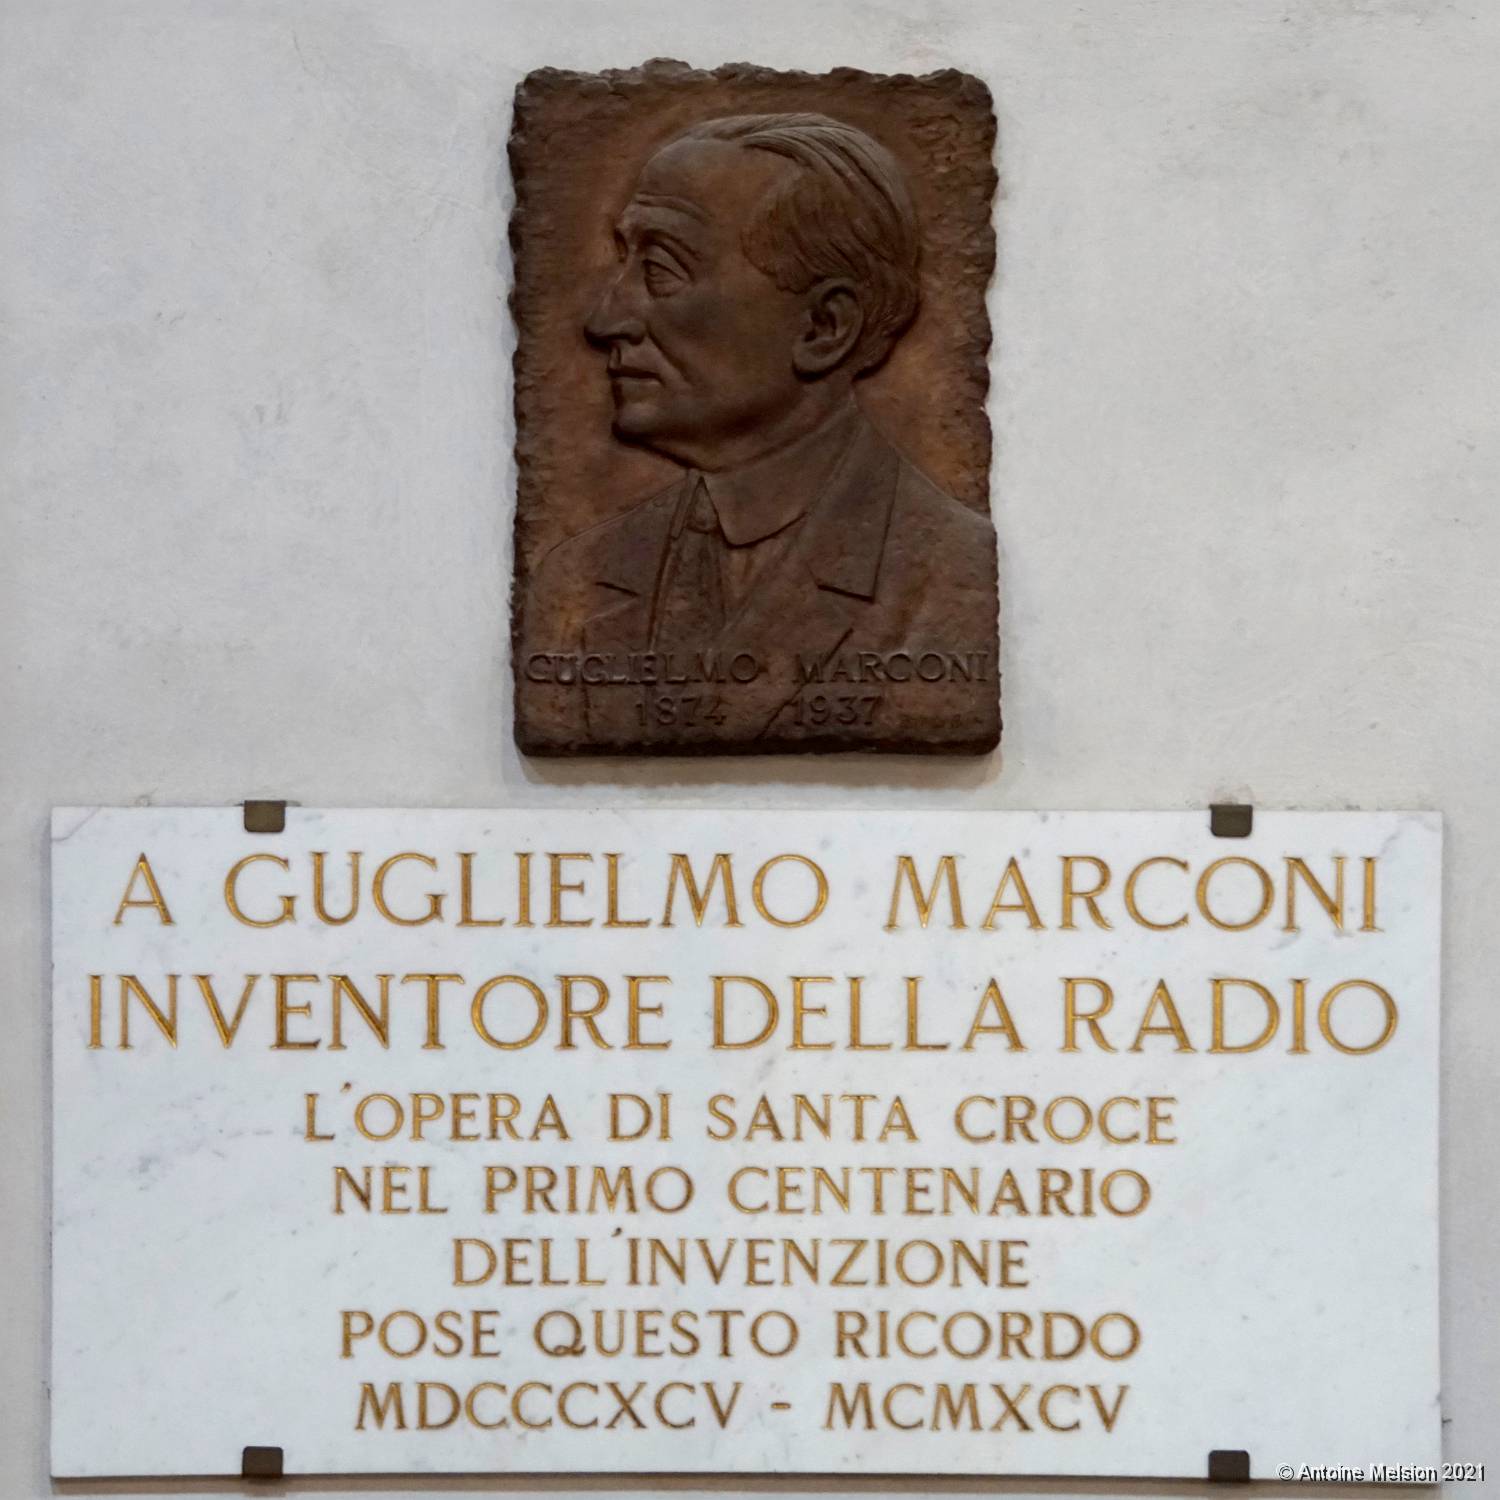 GUGLIELMO MARCONI
1874 1937
A GUGLIELMO MARCONI
INVENTORE DELLA RADIO
L'OPERA DI SANTA CROCE
NEL PRIMO CENTENARIO
DELL'INVENZIONE
POSE QUESTO RICORDO
MDCCCXCV - MCMXCV
© Antoine Melsion 2021